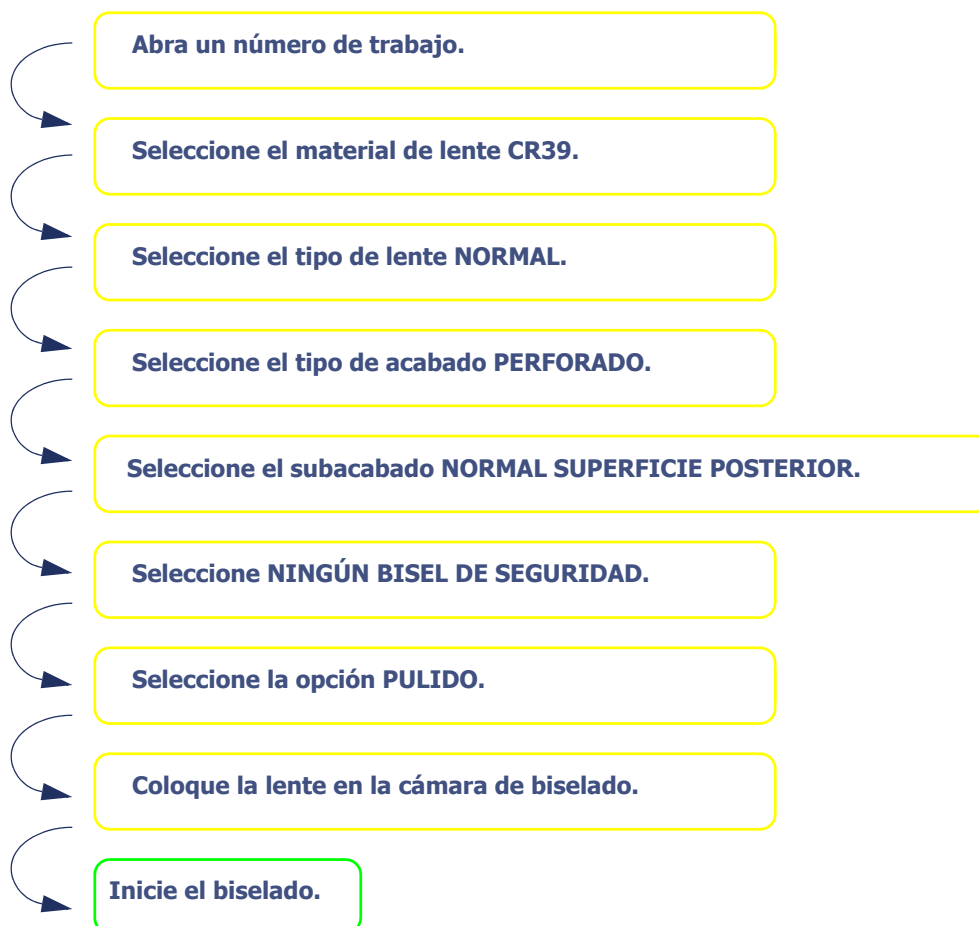 Abra un número de trabajo.
Seleccione el material de lente CR39.
Seleccione el tipo de lente NORMAL.
Seleccione el tipo de acabado PERFORADO.
Seleccione el subacabado NORMAL SUPERFICIE POSTERIOR.
Seleccione NINGÚN BISEL DE SEGURIDAD.
Seleccione la opción PULIDO.
Coloque la lente en la cámara de biselado.
Inicie el biselado.